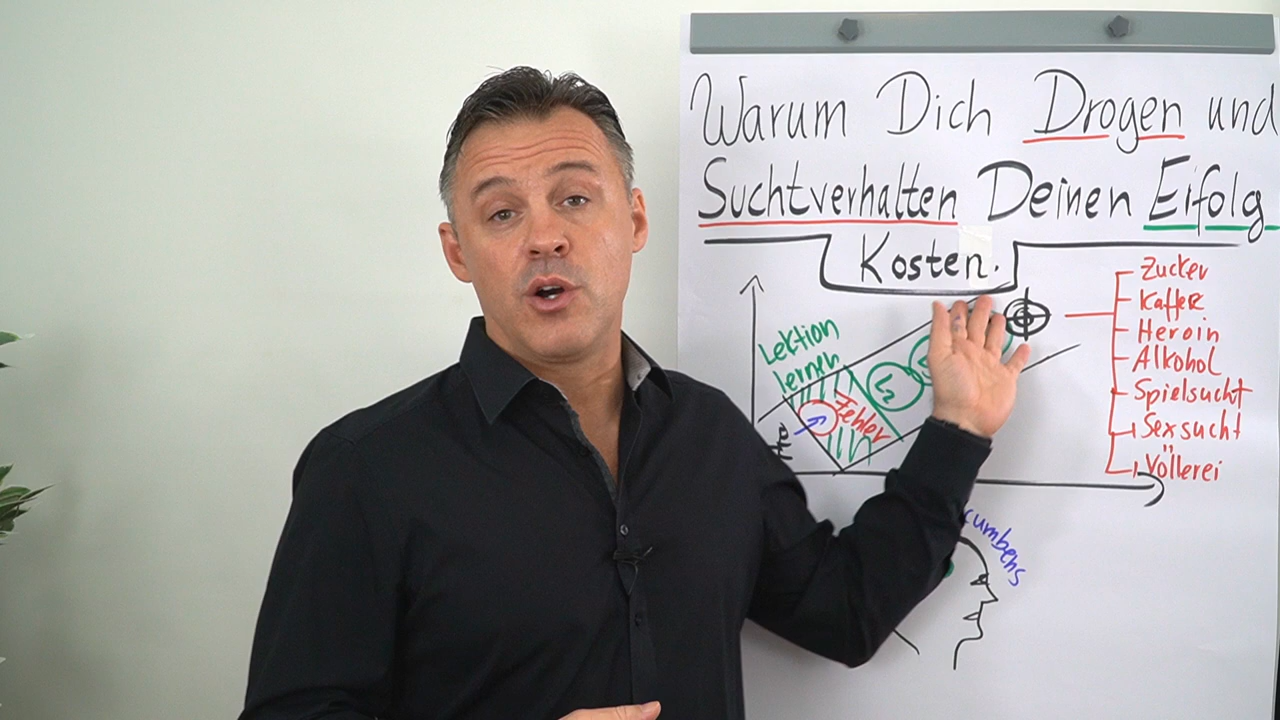 Warum Dich Drogen und
Suchtverhalten Deinen Erfolg
Kosten.
Lektion
lernen
Fehler
L2
Zucker
Kaffee
Heroin
Alkohol
Spielsucht
Sexsucht
Völlerei
cumbens